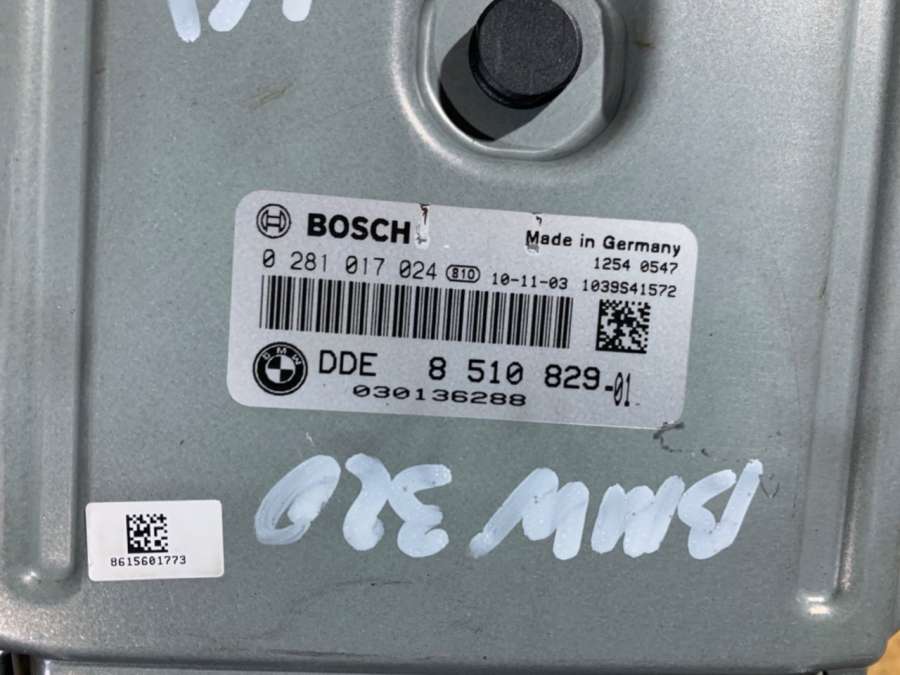 BOSCH
Made in Germany
1254 0547
0 281 017 024 810 10-11-03 1039S41572
BMW
DDE 8 510 829-01
030136288
BMW 320
8615601773